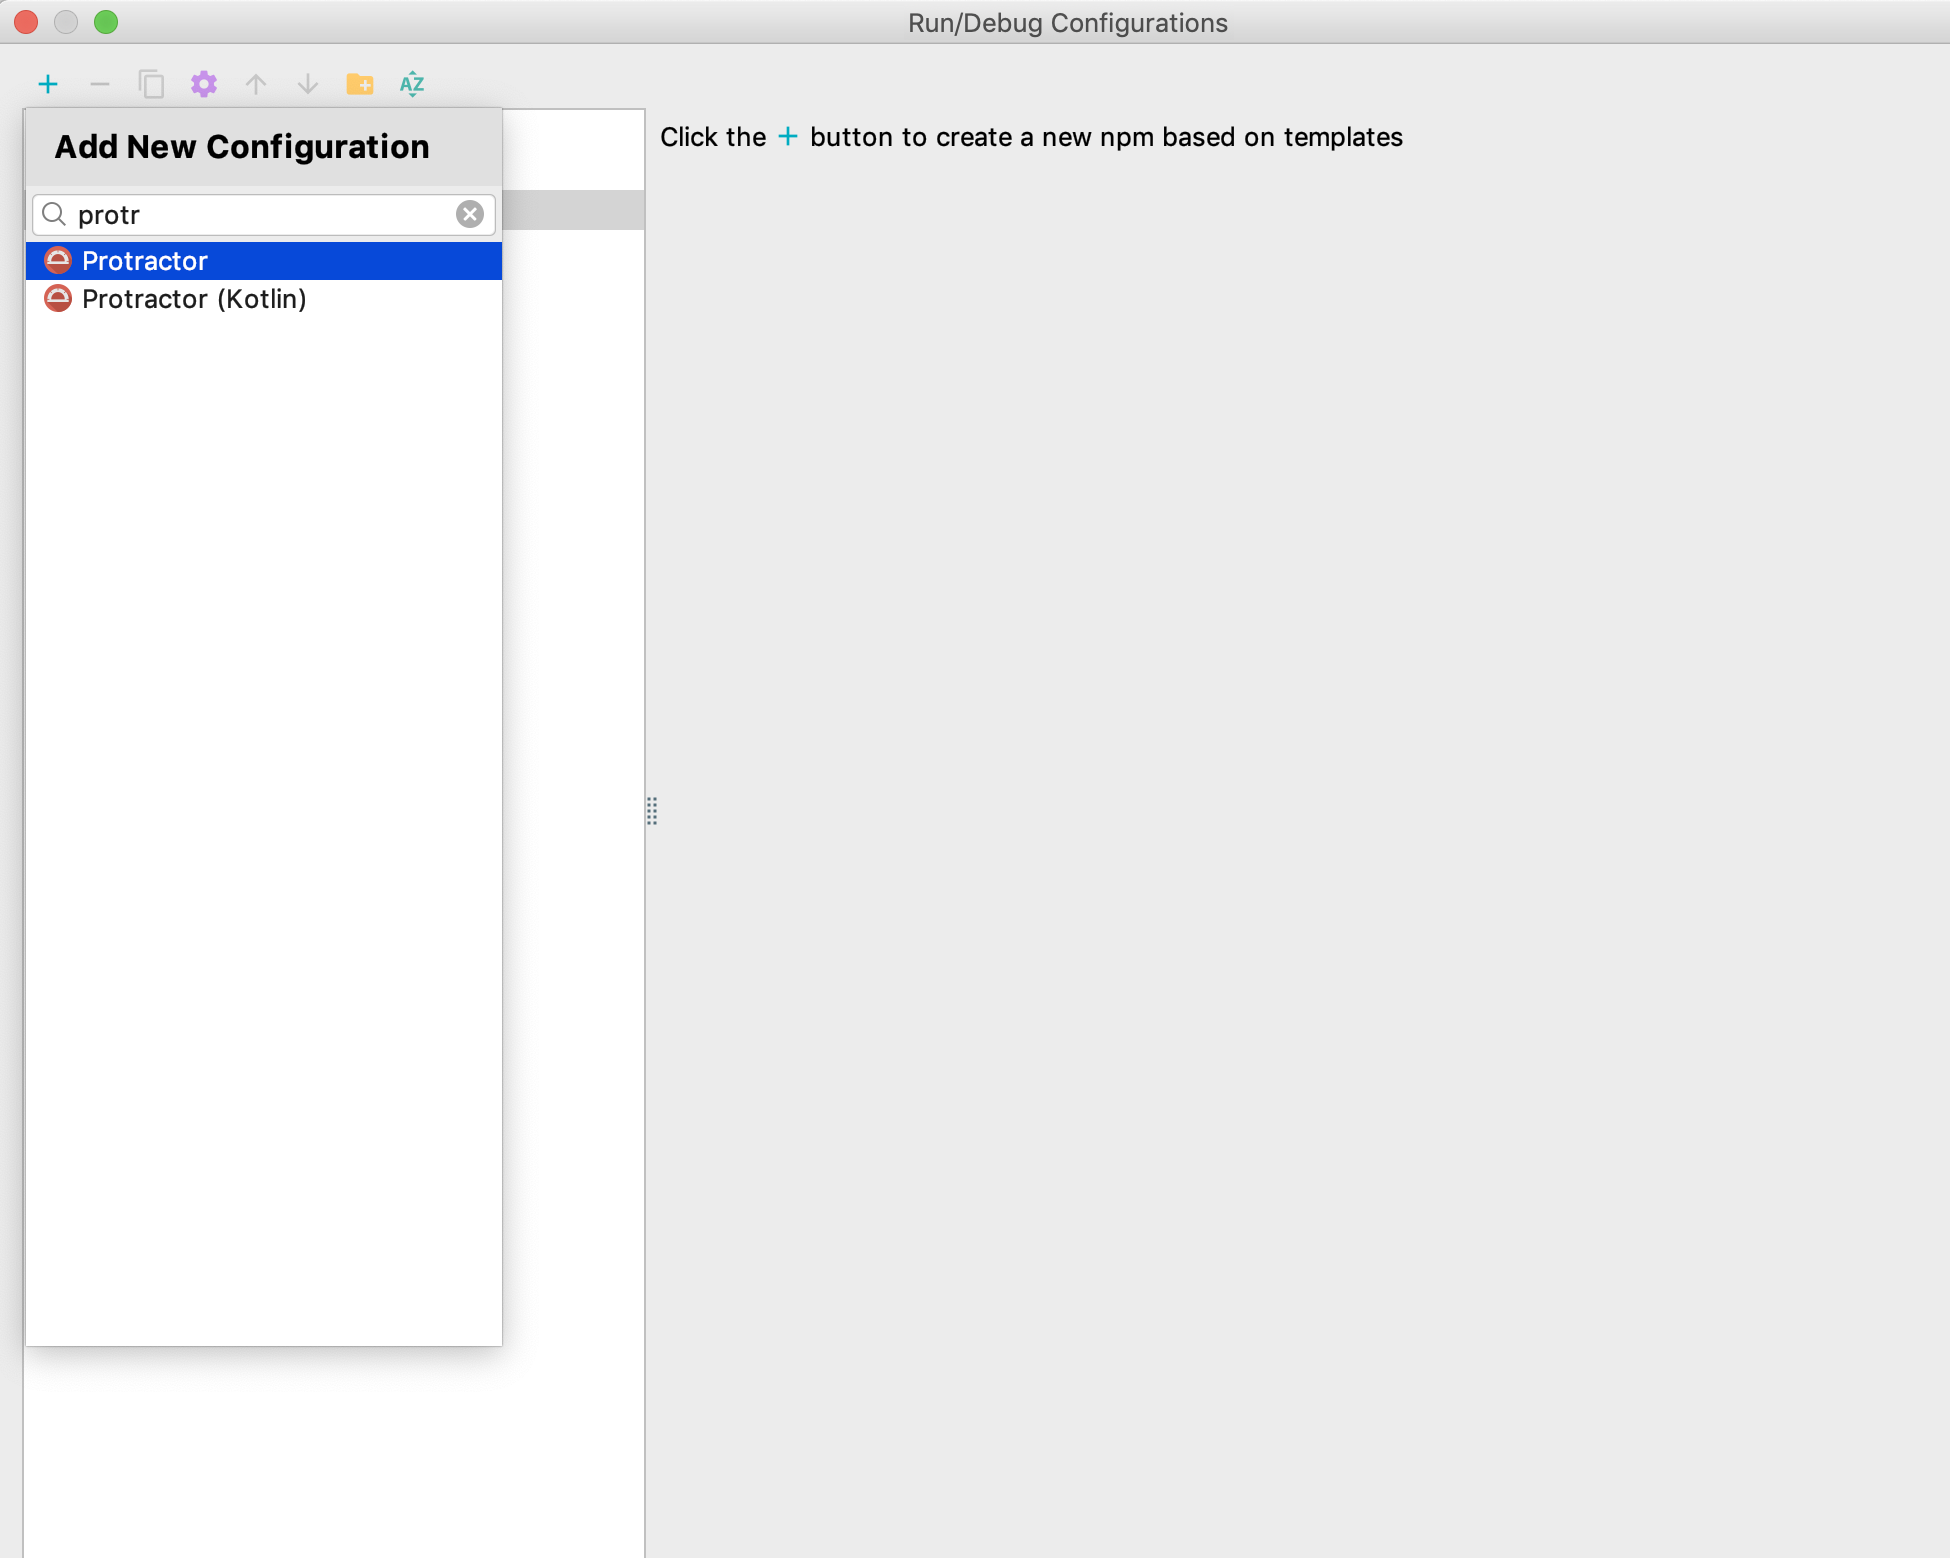 Run/Debug Configurations
AZ
Add New Configuration
Click the + button to create a new npm based on templates
protr
Protractor
Protractor (Kotlin)